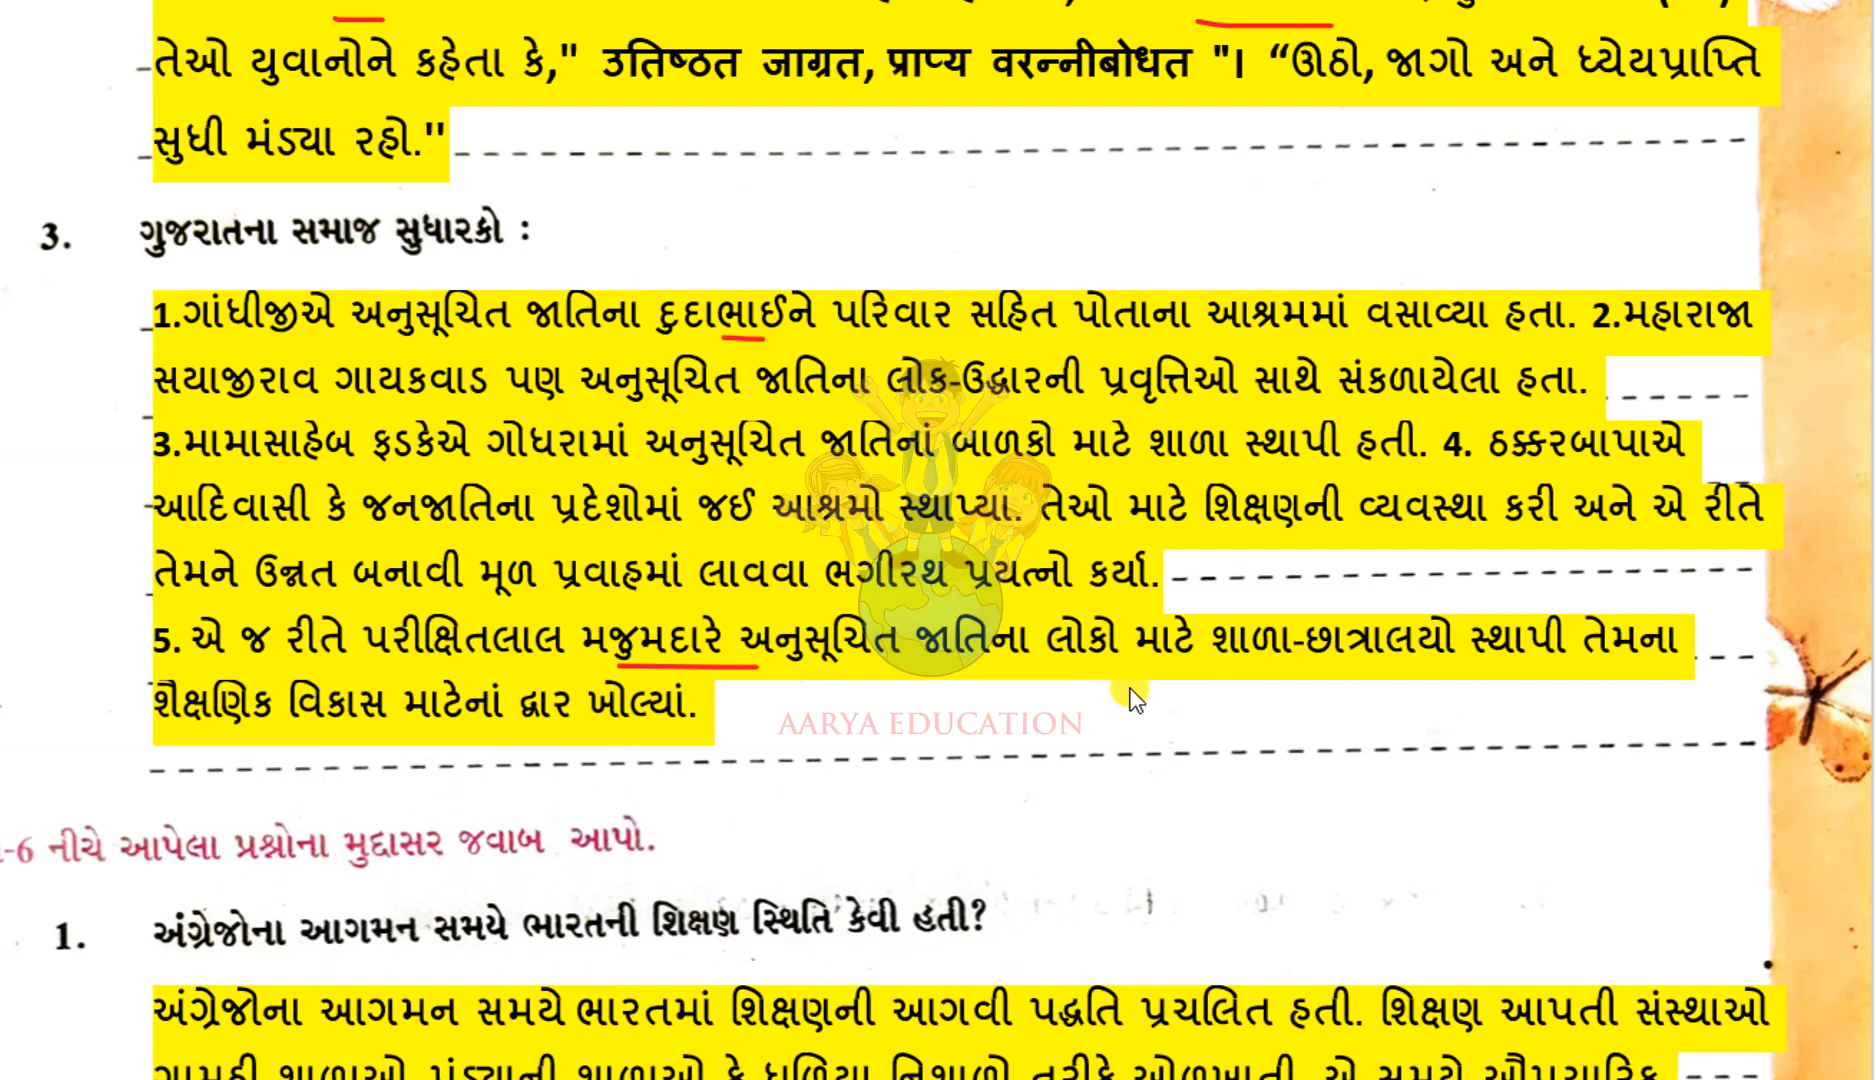 તેઓ યુવાનોને કહેતા કે," उतिष्ठत जाग्रत, प्राप्य वरन्नीबोधत "। “ઊઠો, જાગો અને ધ્યેયપ્રાપ્તિ
સુધી મંડ્યા રહો."
3. ગુજરાતના સમાજ સુધારકો :
1.ગાંધીજીએ અનુસૂચિત જાતિના દુદાભાઈને પરિવાર સહિત પોતાના આશ્રમમાં વસાવ્યા હતા. 2.મહારાજા
સયાજીરાવ ગાયકવાડ પણ અનુસૂચિત જાતિના લોક-ઉદ્ધારની પ્રવૃત્તિઓ સાથે સંકળાયેલા હતા.
3.મામાસાહેબ ફડકેએ ગોધરામાં અનુસૂચિત જાતિનાં બાળકો માટે શાળા સ્થાપી હતી. 4. ઠક્કરબાપાએ
આદિવાસી કે જનજાતિના પ્રદેશોમાં જઈ આશ્રમો સ્થાપ્યા. તેઓ માટે શિક્ષણની વ્યવસ્થા કરી અને એ રીતે
તેમને ઉન્નત બનાવી મૂળ પ્રવાહમાં લાવવા ભગીરથ પ્રયત્નો કર્યા.
5. એ જ રીતે પરીક્ષિતલાલ મજુમદારે અનુસૂચિત જાતિના લોકો માટે શાળા-છાત્રાલયો સ્થાપી તેમના
શૈક્ષણિક વિકાસ માટેનાં દ્વાર ખોલ્યાં.
AARYA EDUCATION
-6 નીચે આપેલા પ્રશ્નોના મુદ્દાસર જવાબ આપો.
1. અંગ્રેજોના આગમન સમયે ભારતની શિક્ષણ સ્થિતિ કેવી હતી?
અંગ્રેજોના આગમન સમયે ભારતમાં શિક્ષણની આગવી પદ્ધતિ પ્રચલિત હતી. શિક્ષણ આપતી સંસ્થાઓ
ગામઠી શાળાઓ, પંડ્યાની શાળાઓ કે ધૂળિયા નિશાળો તરીકે ઓળખાતી. એ સમયે ઔપચારિક